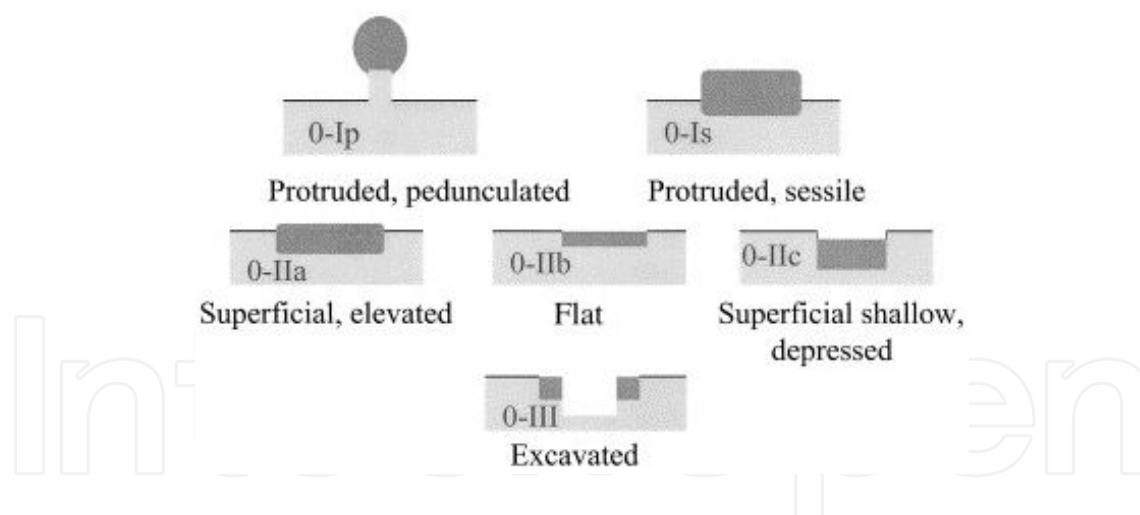 0-Ip
0-Is
Protruded, pedunculated
Protruded, sessile
0-IIa
0-IIb
0-IIc
Superficial, elevated
Flat
Superficial shallow,
depressed
0-III
Excavated